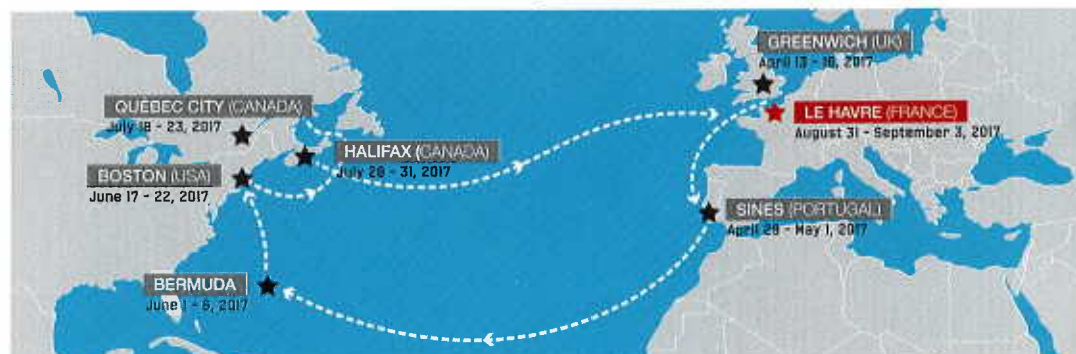 GREENWICH (UK)
April 13 - 16, 2017
QUÉBEC CITY (CANADA)
July 18 - 23, 2017
LE HAVRE (FRANCE)
August 31 - September 3, 2017
HALIFAX (CANADA)
July 28 - 31, 2017
BOSTON (USA)
June 17 - 22, 2017
SINES (PORTUGAL)
April 28 - May 1, 2017
BERMUDA
June 1 - 5, 2017